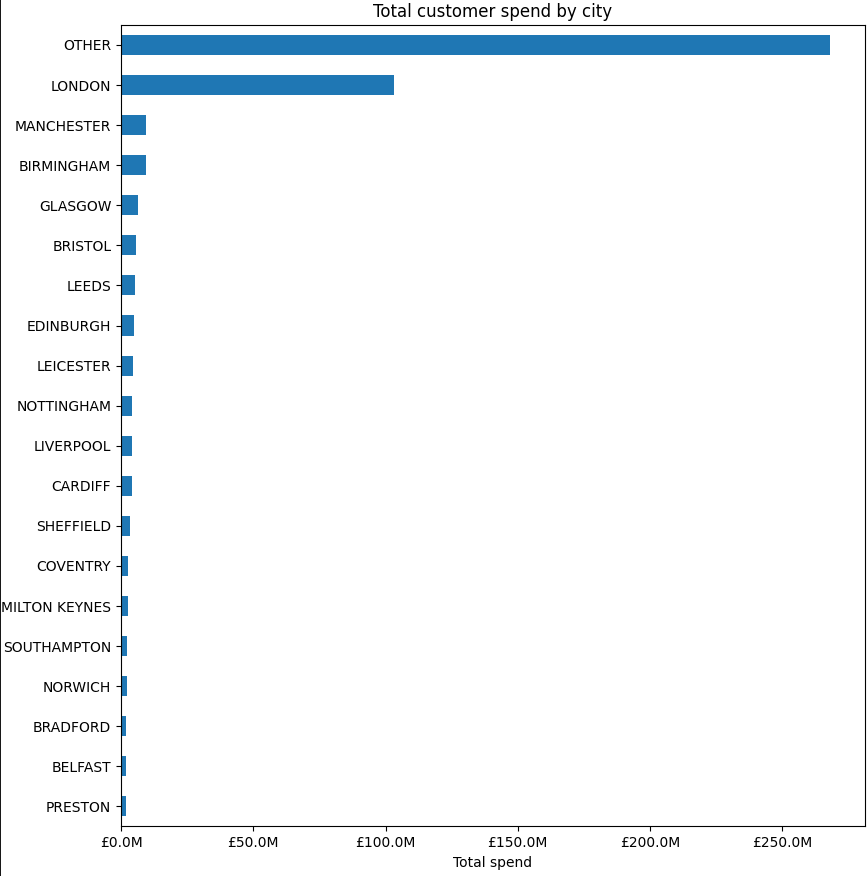 Total customer spend by city
OTHER
LONDON
MANCHESTER
BIRMINGHAM
GLASGOW
BRISTOL
LEEDS
EDINBURGH
LEICESTER
NOTTINGHAM
LIVERPOOL
CARDIFF
SHEFFIELD
COVENTRY
MILTON KEYNES
SOUTHAMPTON
NORWICH
BRADFORD
BELFAST
PRESTON
£0.0M £50.0M £100.0M £150.0M £200.0M £250.0M
Total spend